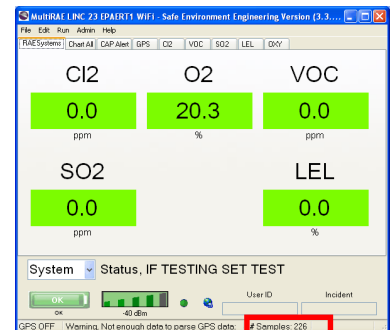 MultiRAE LINC 23 EPAERT1 WiFi - Safe Environment Engineering Version (3.3....
File Edit Run Admin Help
RAESystems Chart All CAP Alert GPS Cl2 VOC SO2 LEL OXY
Cl2 O2 VOC
0.0 20.3 0.0
ppm % ppm
SO2 LEL
0.0 0.0
ppm %
System Status, IF TESTING SET TEST
User ID Incident
OK
OK -40 dBm
GPS OFF Warning, Not enough data to parse GPS data: # Samples: 226